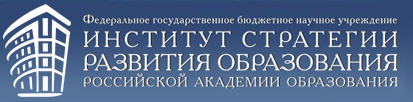 Федеральное государственное бюджетное научное учреждение
ИНСТИТУТ СТРАТЕГИИ
РАЗВИТИЯ ОБРАЗОВАНИЯ
РОССИЙСКОЙ АКАДЕМИИ ОБРАЗОВАНИЯ